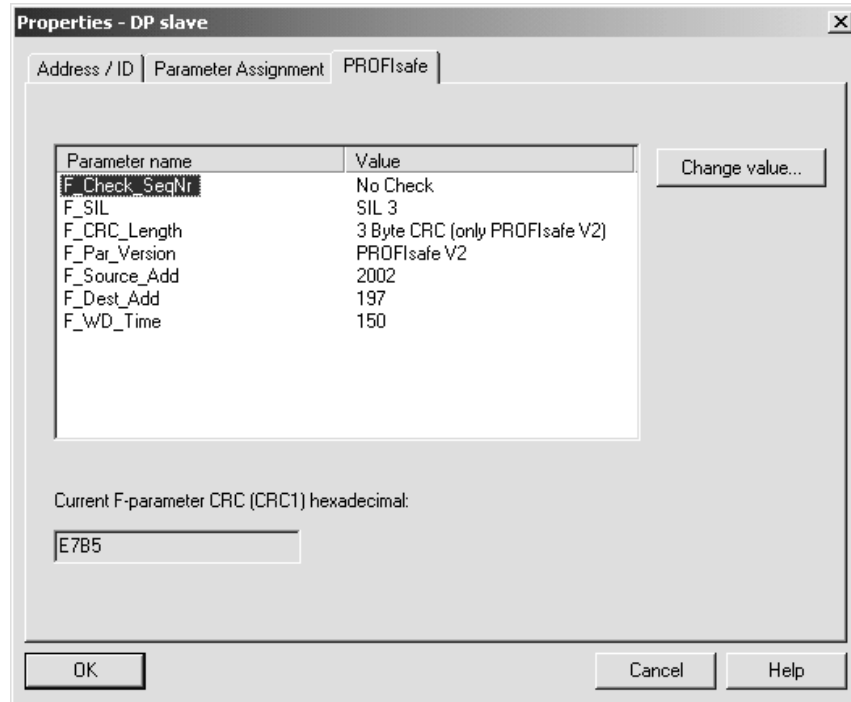 Properties - DP slave
Address / ID Parameter Assignment PROFIsafe
Parameter name Value
F_Check_SeqNr No Check
F_SIL SIL 3
F_CRC_Length 3 Byte CRC (only PROFIsafe V2)
F_Par_Version PROFIsafe V2
F_Source_Add 2002
F_Dest_Add 197
F_WD_Time 150
Change value...
Current F-parameter CRC (CRC1) hexadecimal:
E7B5
OK Cancel Help